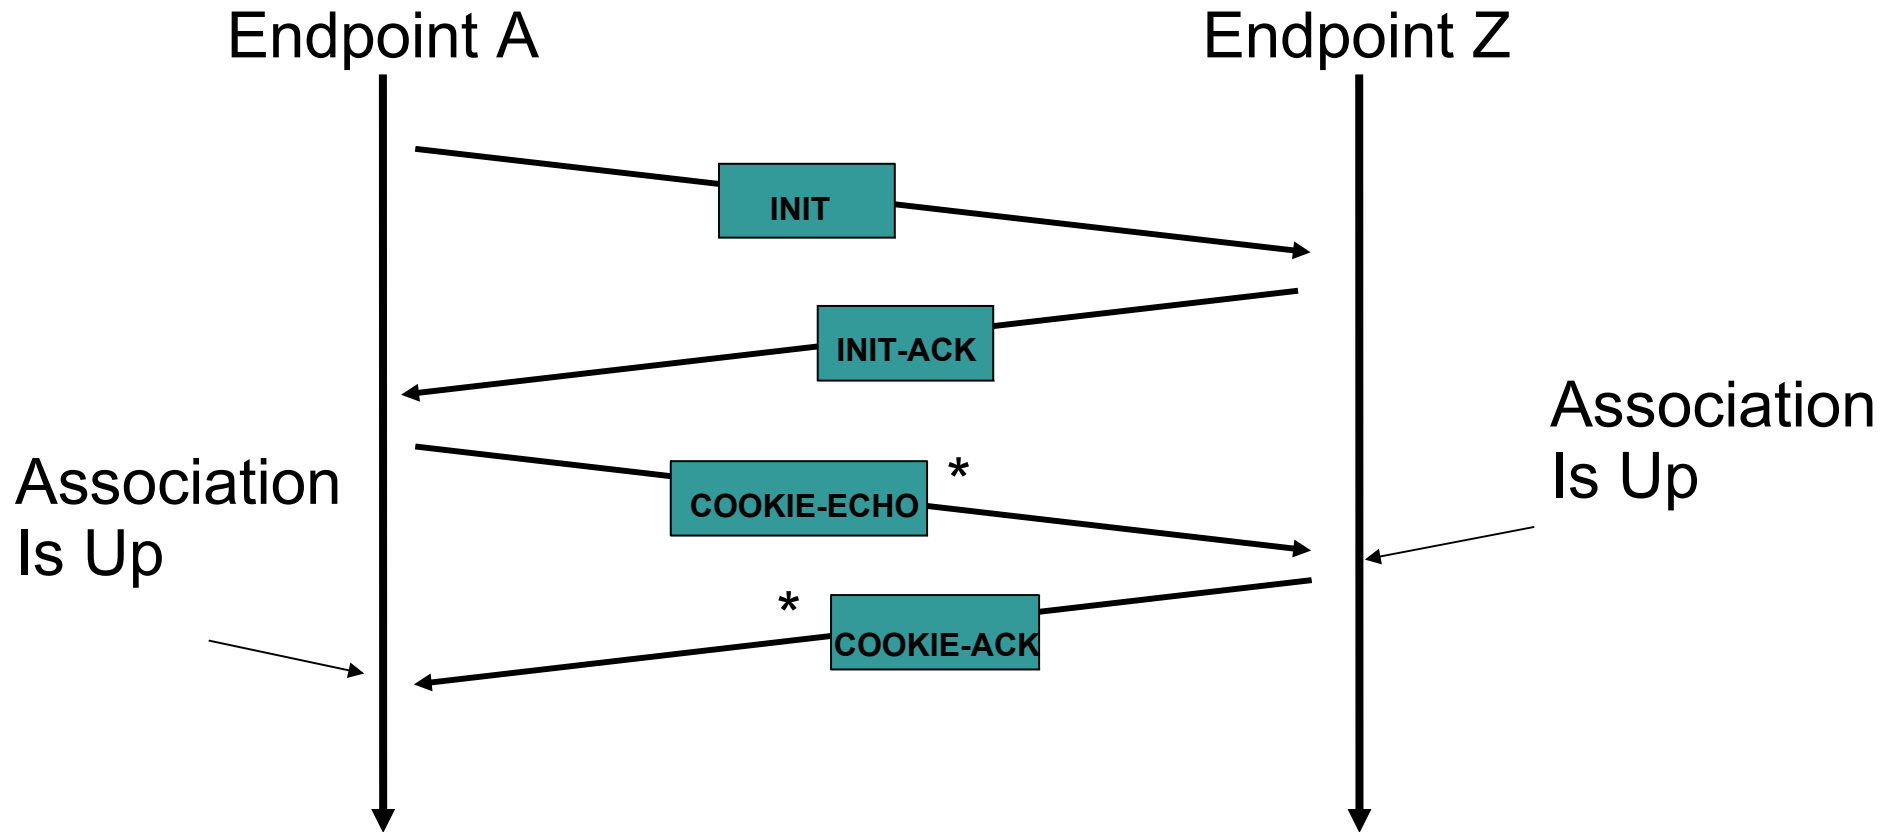 Endpoint A
Endpoint Z
INIT
INIT-ACK
Association
Is Up
Association
Is Up
COOKIE-ECHO *
* COOKIE-ACK